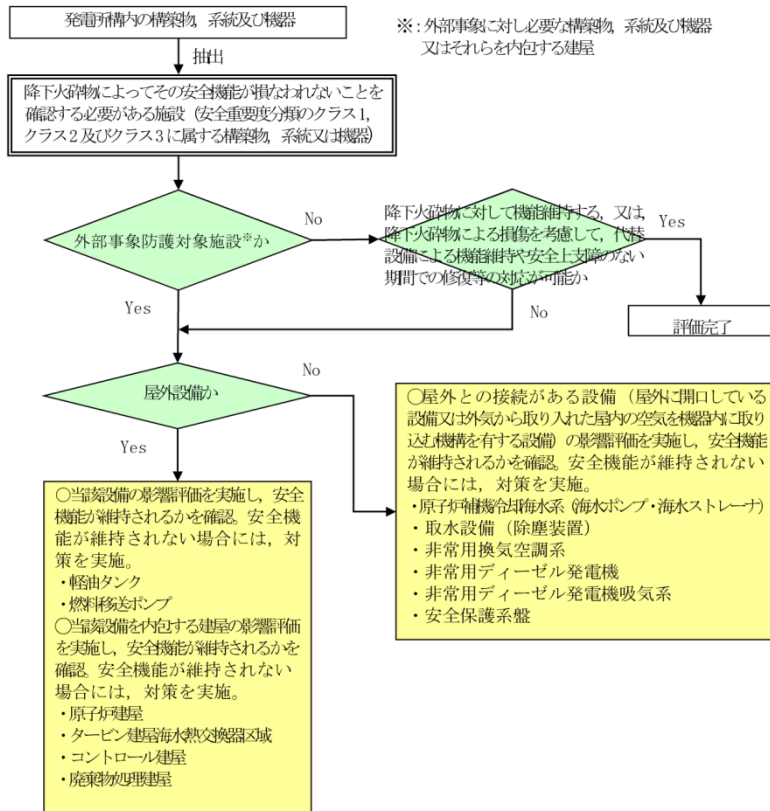 発電所構内の構築物，系統及び機器
※：外部事象に対し必要な構築物，系統及び機器
又はそれらを内包する建屋
抽出
降下火砕物によってその安全機能が損なわれないことを
確認する必要がある施設（安全重要度分類のクラス1，
クラス2及びクラス3に属する構築物，系統又は機器）
外部事象防護対象施設※か
No
降下火砕物に対して機能維持する，又は，
降下火砕物による損傷を考慮して，代替
設備による機能維持や安全上支障のない
期間での修復等の対応が可能か
Yes
Yes
No
評価完了
屋外設備か
No
Yes
○屋外との接続がある設備（屋外に開口している
設備又は外気から取り入れた屋内の空気を機器内に取り
込む機構を有する設備）の影響評価を実施し，安全機能
が維持されるかを確認。安全機能が維持されない
場合には，対策を実施。
・原子炉補機冷却海水系（海水ポンプ・海水ストレーナ）
・取水設備（除塵装置）
・非常用換気空調系
・非常用ディーゼル発電機
・非常用ディーゼル発電機吸気系
・安全保護系盤
○当該設備の影響評価を実施し，安全
機能が維持されるかを確認。安全機
能が維持されない場合には，対
策を実施。
・軽油タンク
・燃料移送ポンプ
○当該設備を内包する建屋の影響評価
を実施し，安全機能が維持されるかを
確認。安全機能が維持されない
場合には，対策を実施。
・原子炉建屋
・タービン建屋海水熱交換器区域
・コントロール建屋
・廃棄物処理建屋